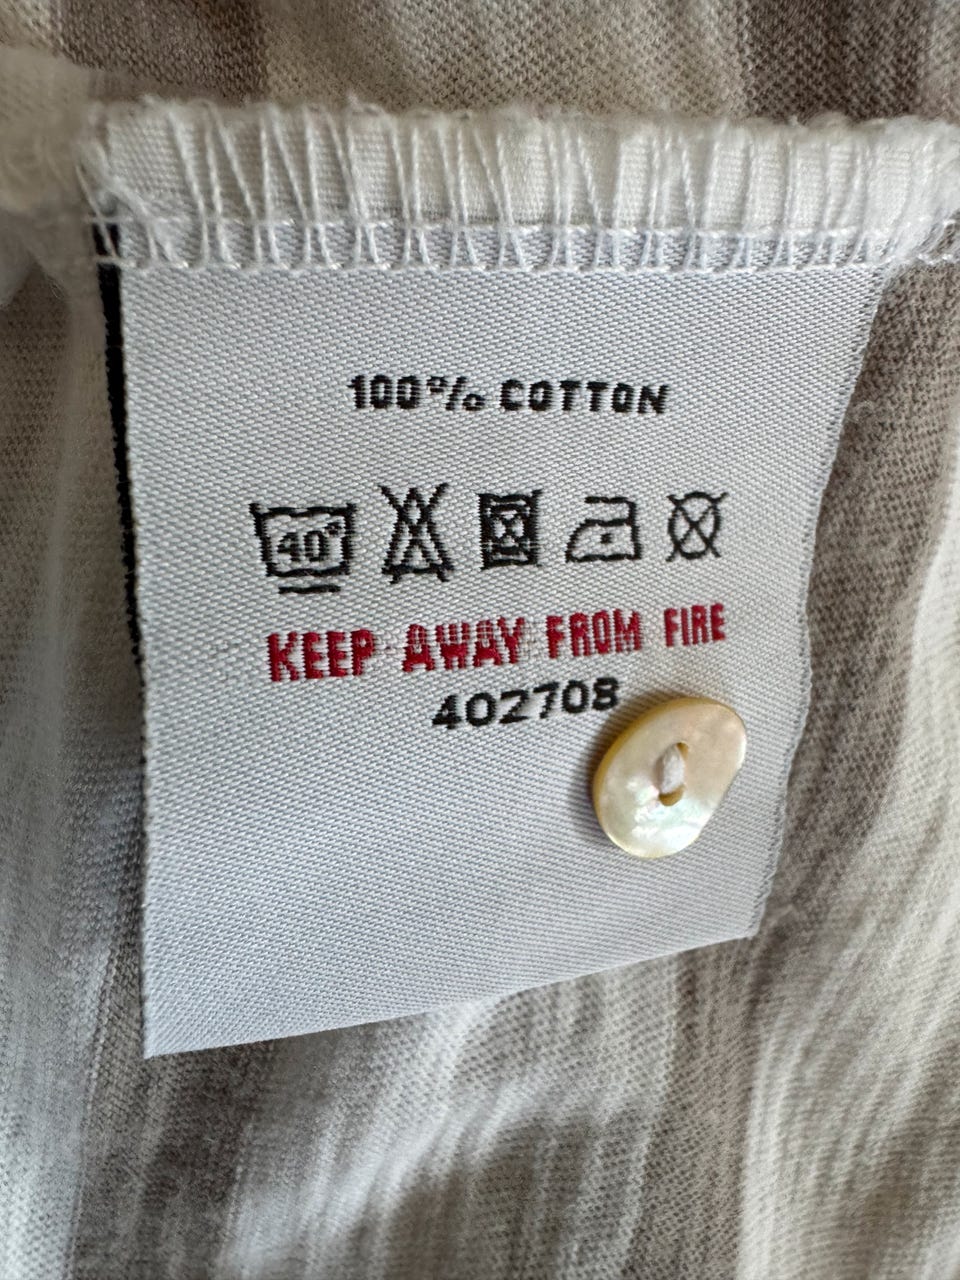 100% COTTON
40°
KEEP AWAY FROM FIRE
402708